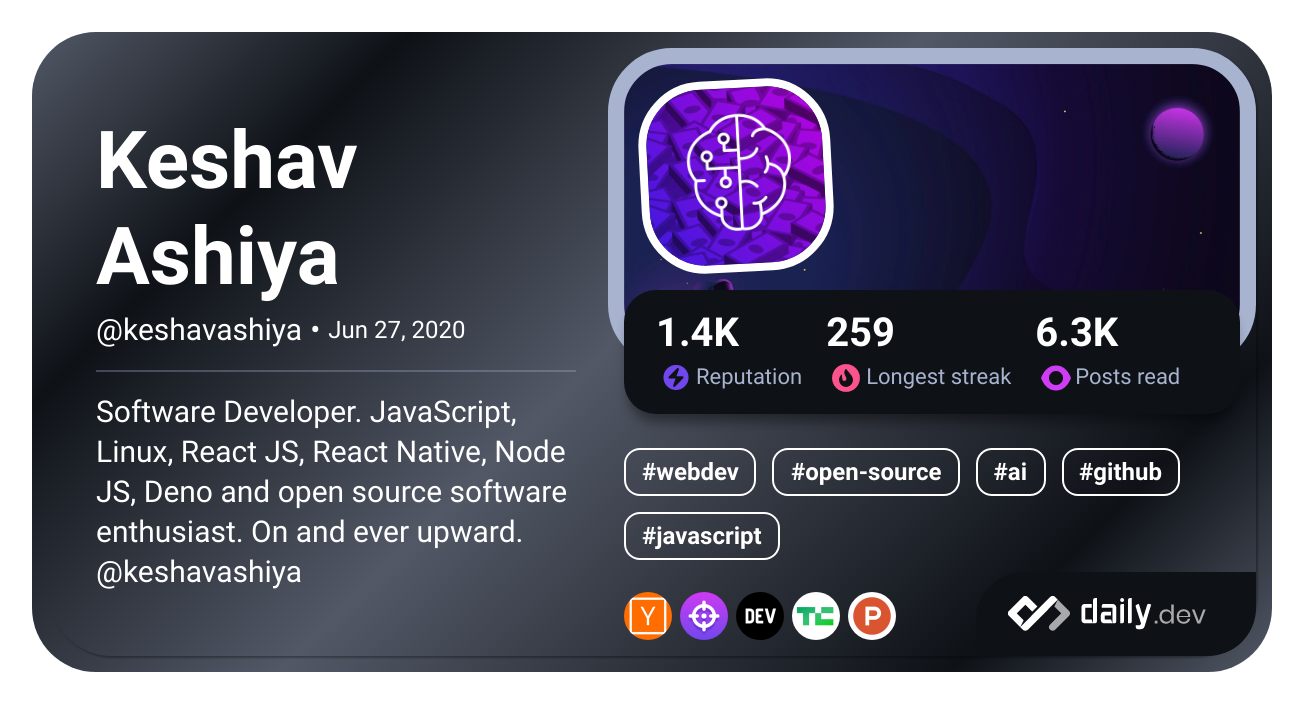 Keshav
Ashiya
@keshavashiya • Jun 27, 2020
Software Developer. JavaScript,
Linux, React JS, React Native, Node
JS, Deno and open source software
enthusiast. On and ever upward.
@keshavashiya
1.4K 259 6.3K
Reputation Longest streak Posts read
#webdev #open-source #ai #github
#javascript
Y DEV TC P
daily.dev